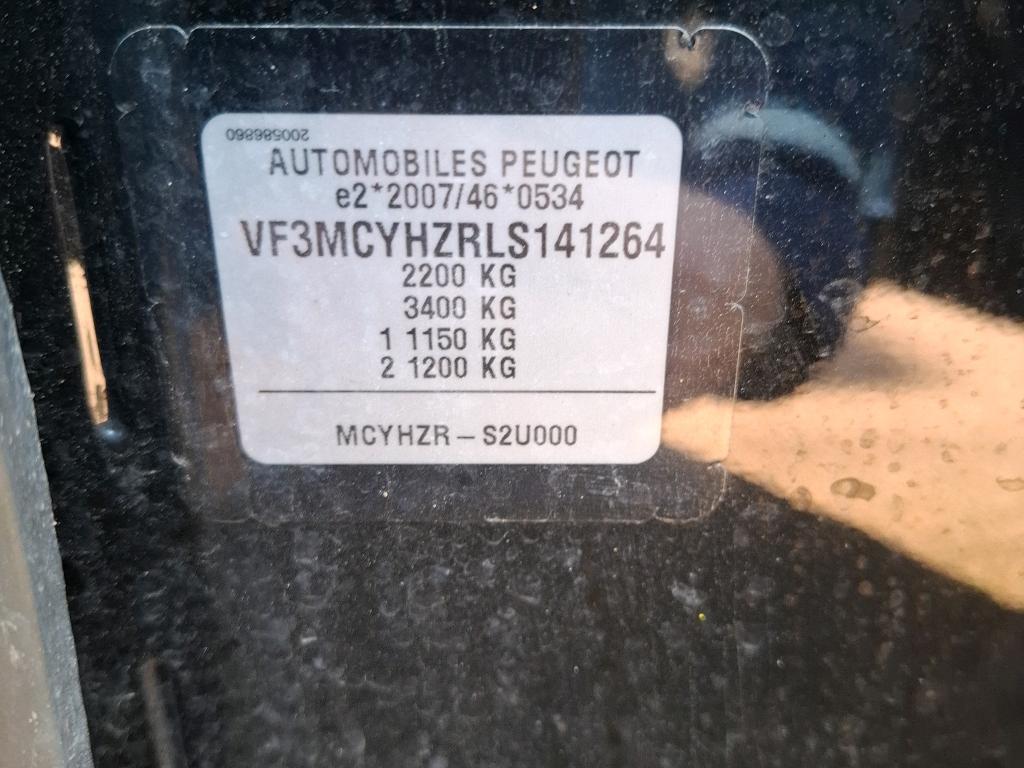 2005868860
AUTOMOBILES PEUGEOT
e2*2007/46*0534
VF3MCYHZRLS141264
2200 KG
3400 KG
1 1150 KG
2 1200 KG
MCYHZR – S2U000